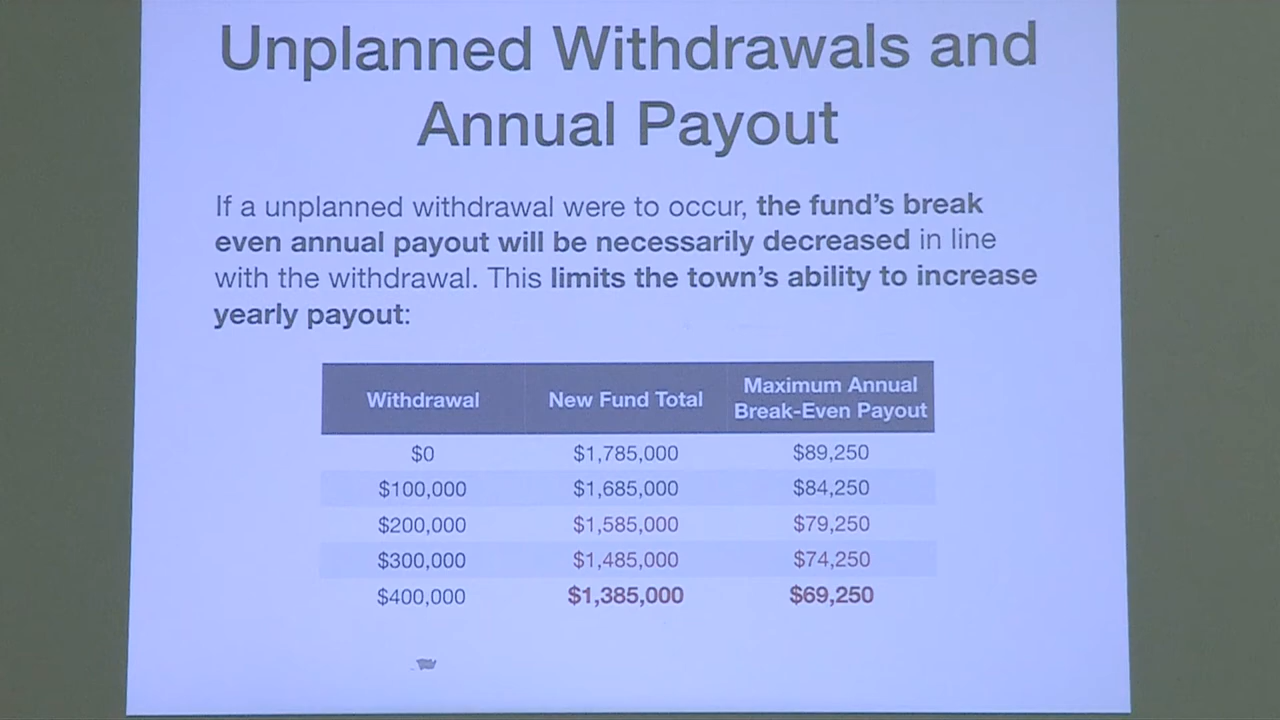 Unplanned Withdrawals and
Annual Payout
If a unplanned withdrawal were to occur, the fund's break
even annual payout will be necessarily decreased in line
with the withdrawal. This limits the town's ability to increase
yearly payout:
Withdrawal New Fund Total Maximum Annual Break-Even Payout
$0 $1,785,000 $89,250
$100,000 $1,685,000 $84,250
$200,000 $1,585,000 $79,250
$300,000 $1,485,000 $74,250
$400,000 $1,385,000 $69,250